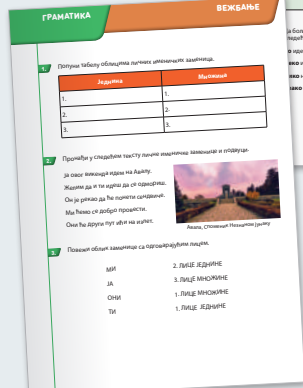 ГРАМАТИКА
ВЕЖБАЊЕ
1. Попуни табелу облицима личних именичких заменица.
Једнина Множина
1. 1.
2. 2.
3. 3.
2. Пронађи у следећем тексту личне именичке заменице и подвуци.
Ја овог викенда идем на Авалу.
Желим да и ти идеш да се одмориш.
Он је рекао да ће понети сендвиче.
Ми ћемо се добро провести.
Они ће други пут ићи на излет.
Авала, Споменик Незнаном јунаку
3. Повежи облик заменице са одговарајућим лицем.
МИ 2. ЛИЦЕ ЈЕДНИНЕ
ЈА 3. ЛИЦЕ МНОЖИНЕ
ОНИ 1. ЛИЦЕ МНОЖИНЕ
ТИ 1. ЛИЦЕ ЈЕДНИНЕ